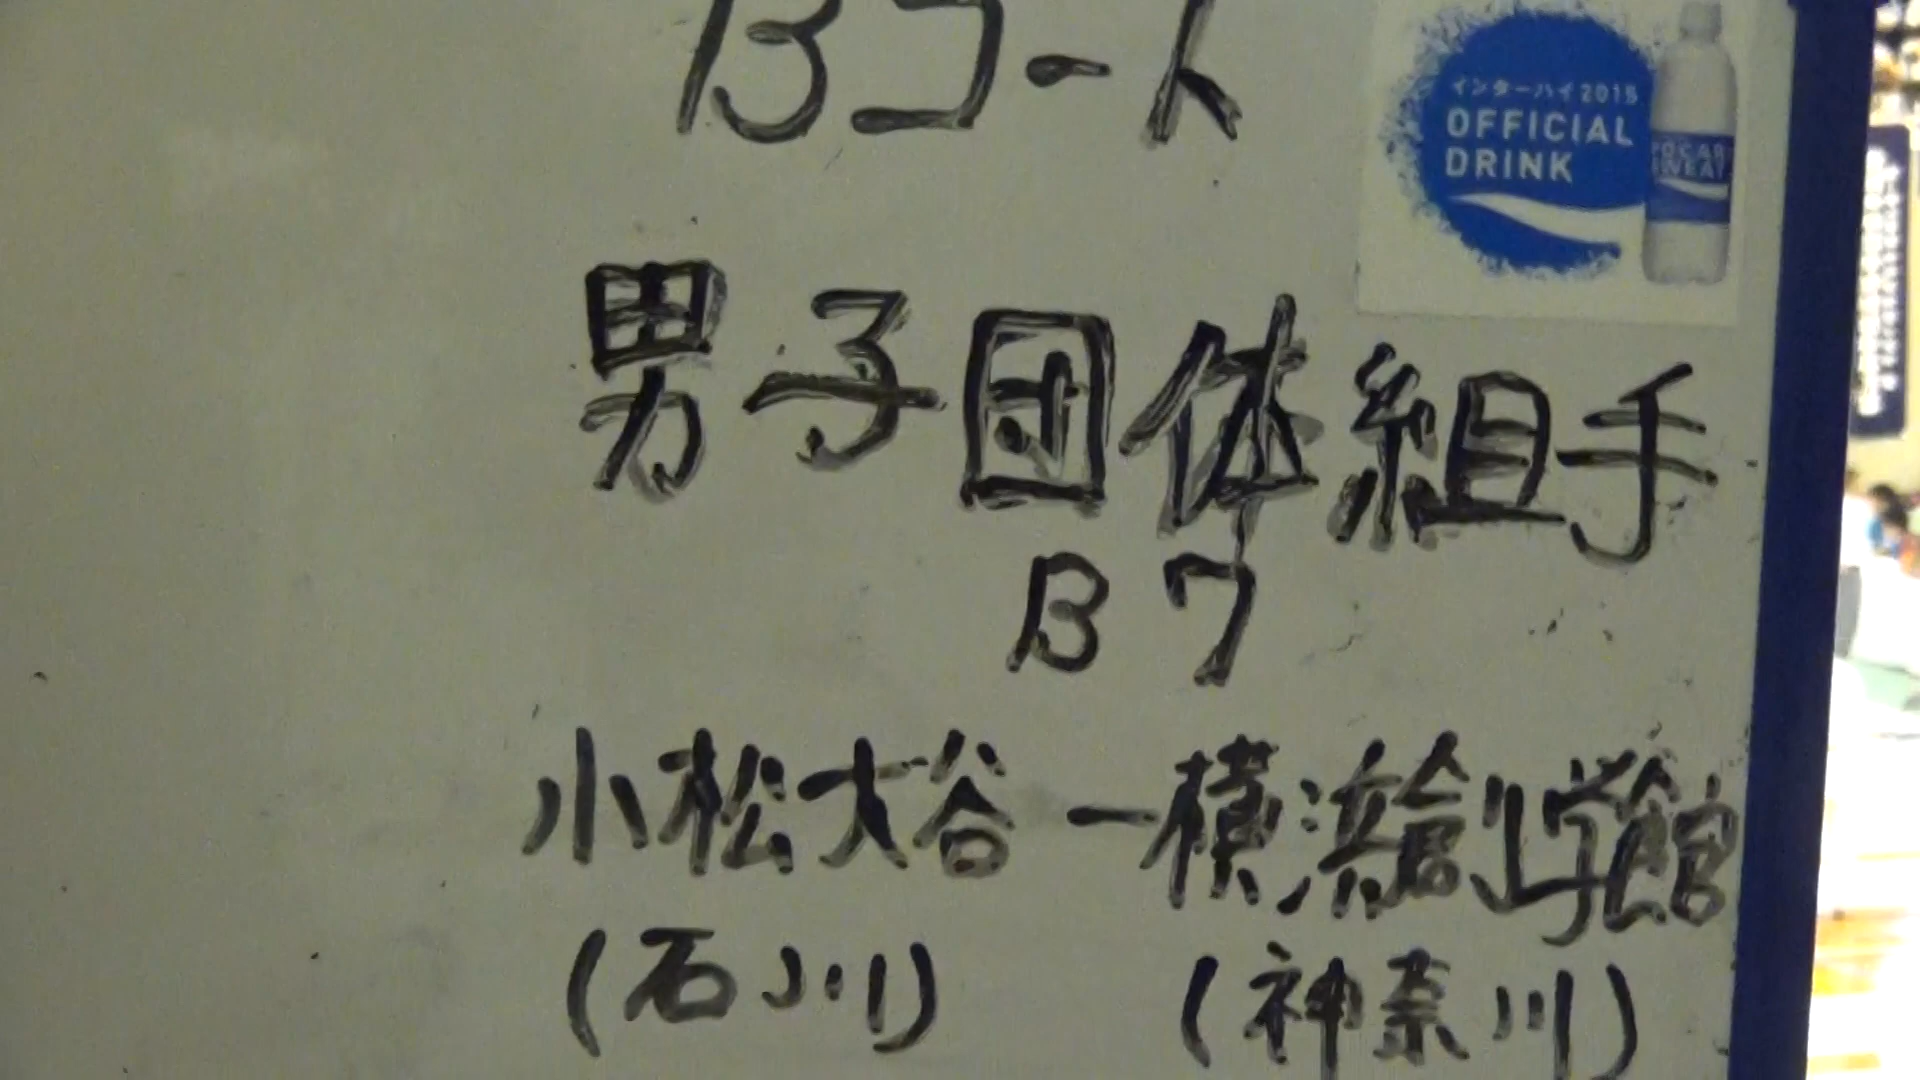 Bコート
インターハイ2015
OFFICIAL
DRINK
POCARI
SWEAT
男子団体組手
B7
小松大谷ー横浜創学館
(石川) (神奈川)